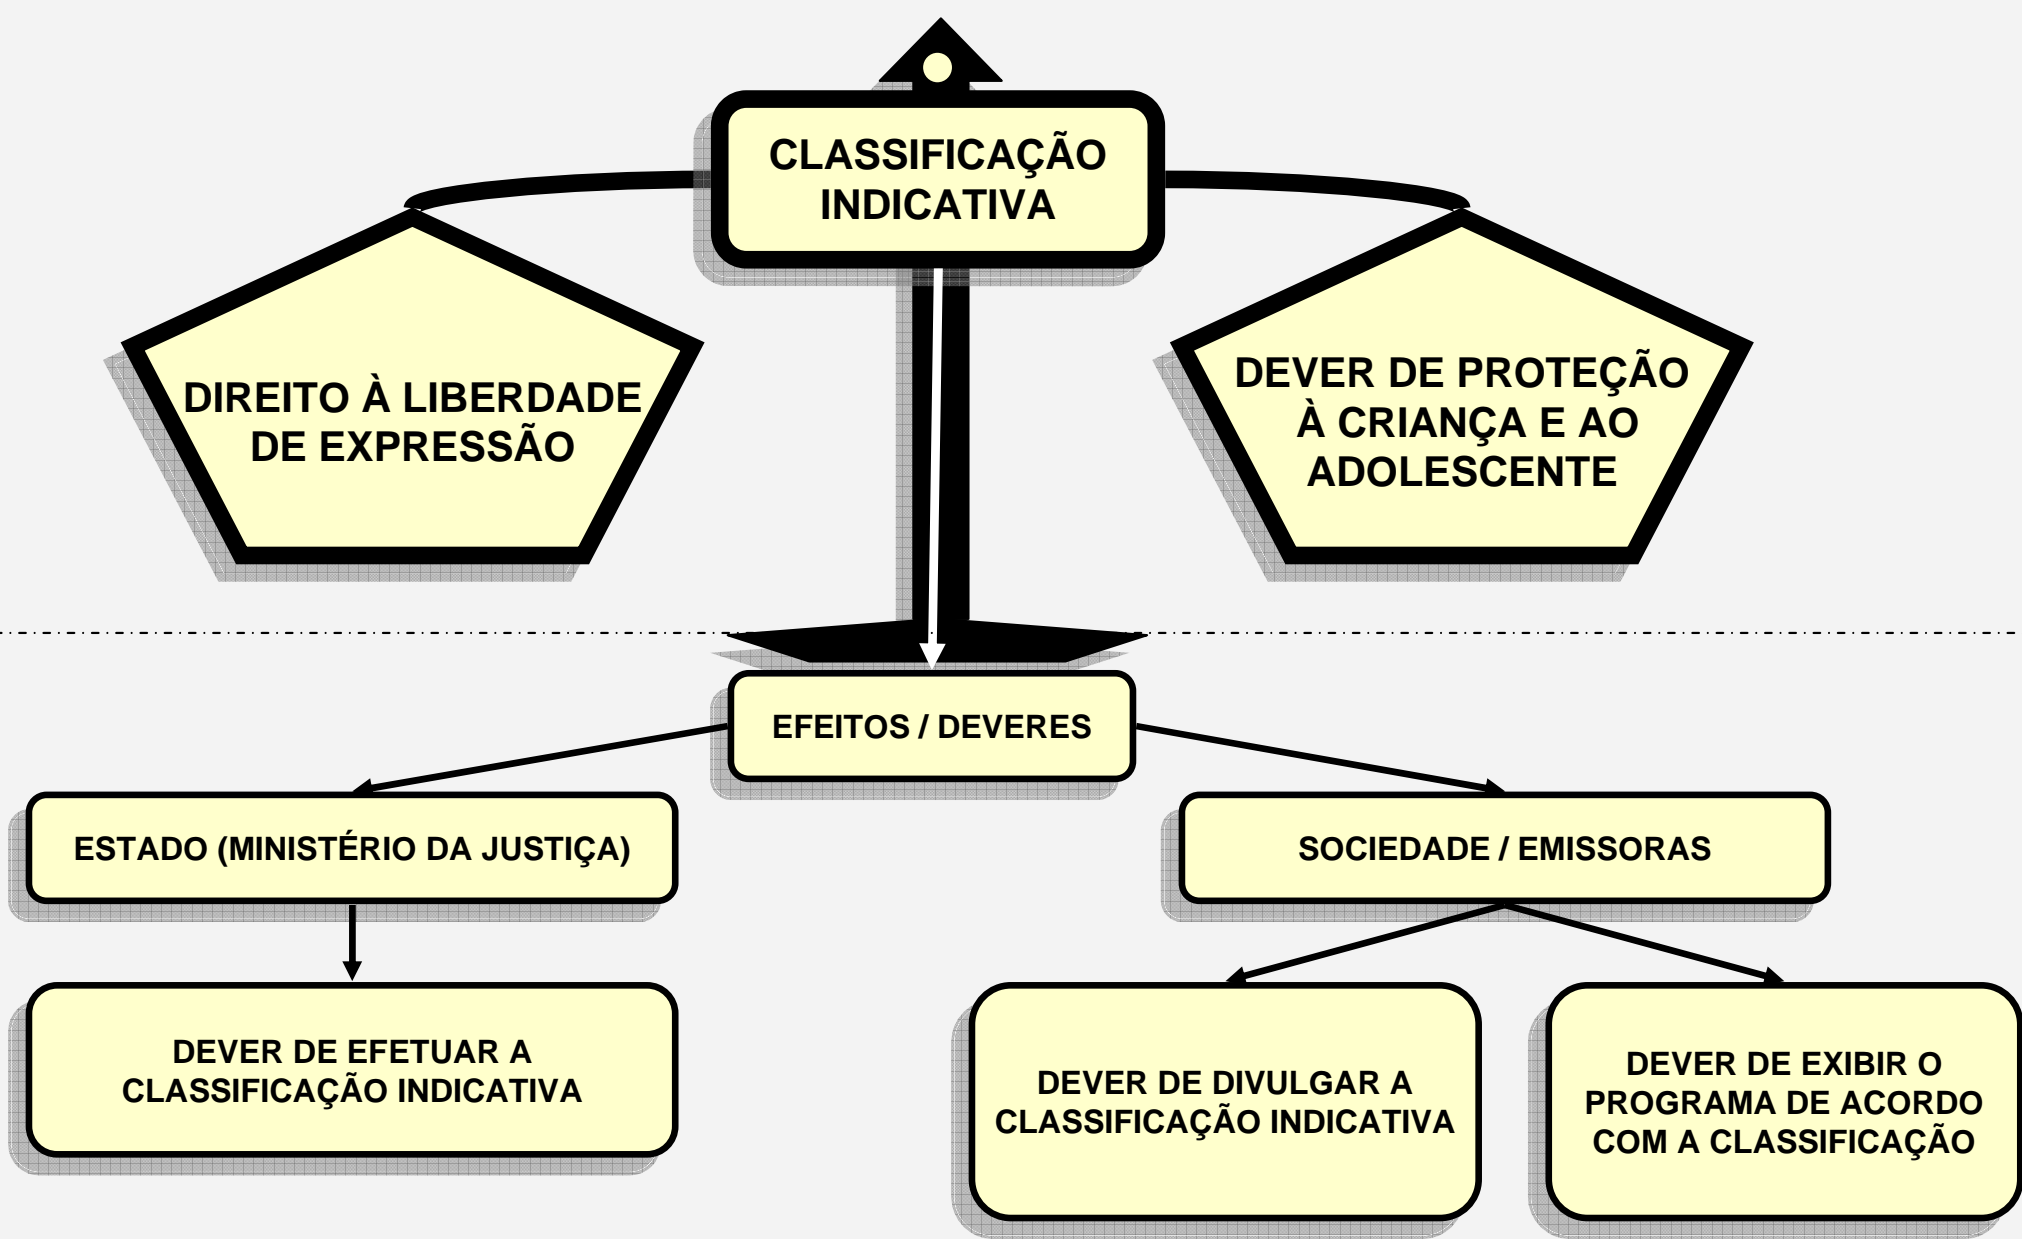 CLASSIFICAÇÃO
INDICATIVA
DIREITO À LIBERDADE
DE EXPRESSÃO
DEVER DE PROTEÇÃO
À CRIANÇA E AO
ADOLESCENTE
EFEITOS / DEVERES
ESTADO (MINISTÉRIO DA JUSTIÇA)
SOCIEDADE / EMISSORAS
DEVER DE EFETUAR A
CLASSIFICAÇÃO INDICATIVA
DEVER DE DIVULGAR A
CLASSIFICAÇÃO INDICATIVA
DEVER DE EXIBIR O
PROGRAMA DE ACORDO
COM A CLASSIFICAÇÃO